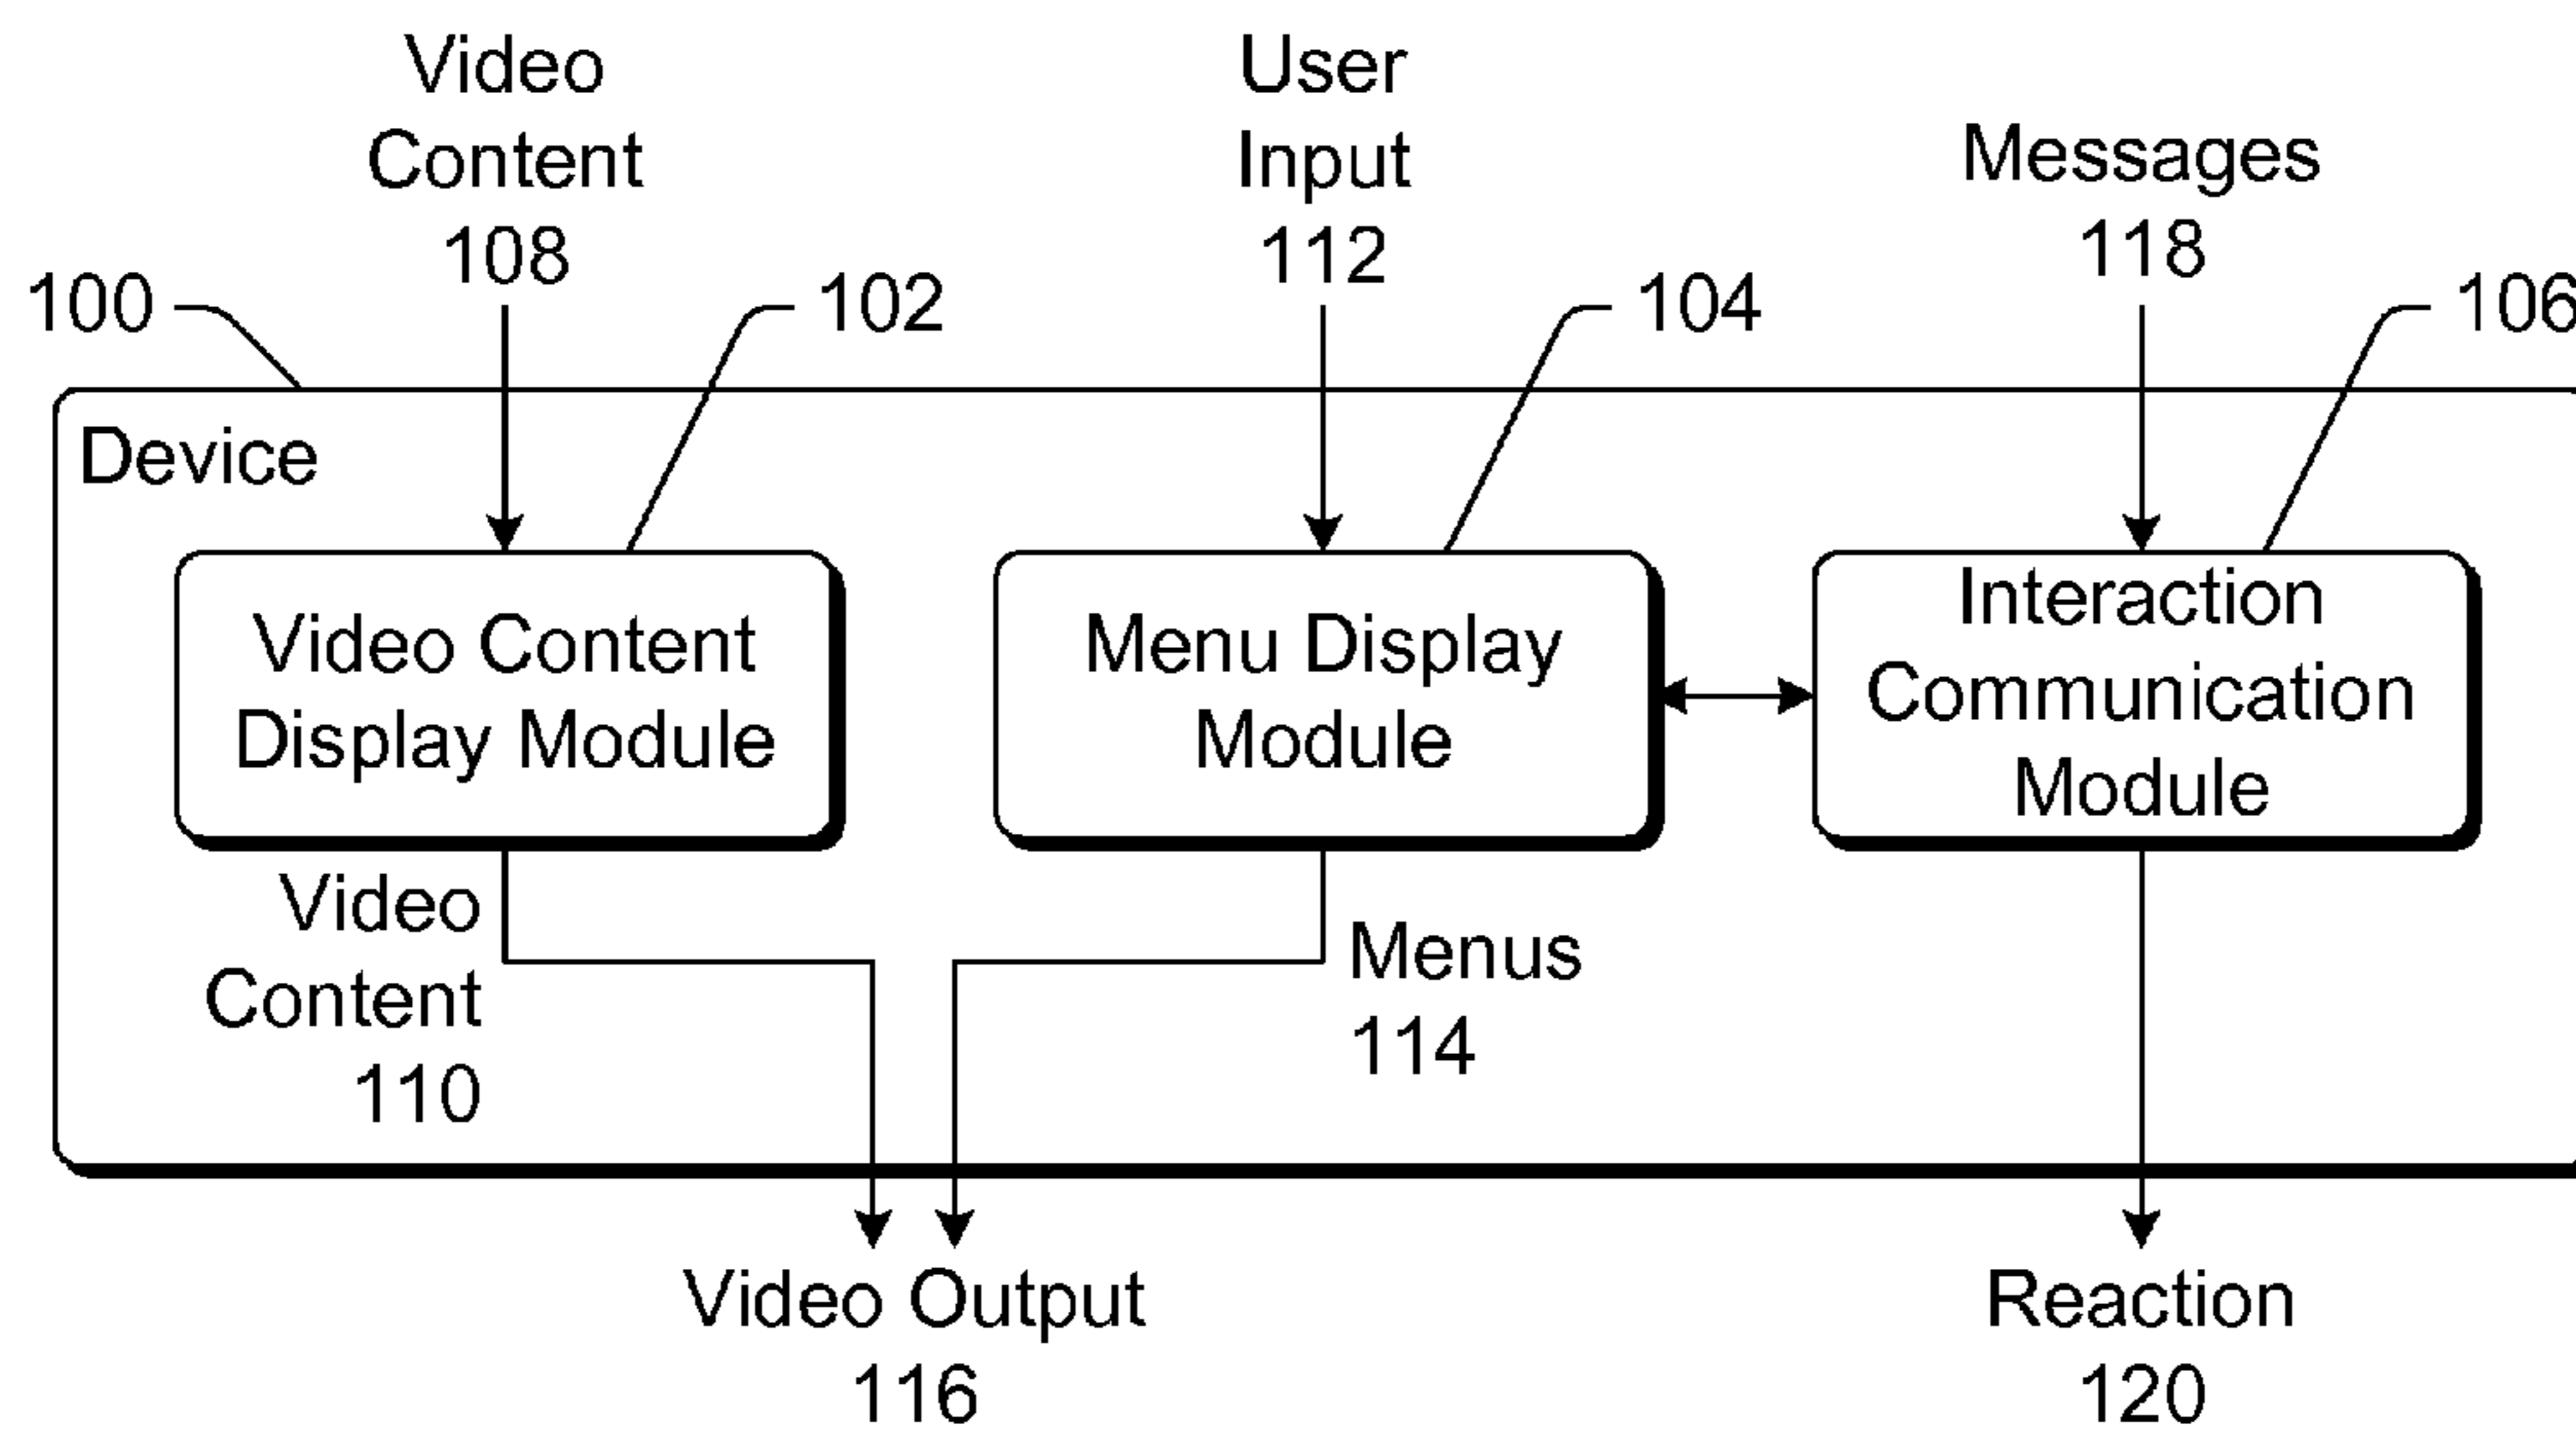 Video
Content
108
User
Input
112
Messages
118
100
102
104
106
Device
Video Content
Display Module
Menu Display
Module
Interaction
Communication
Module
Video
Content
110
Menus
114
Video Output
116
Reaction
120